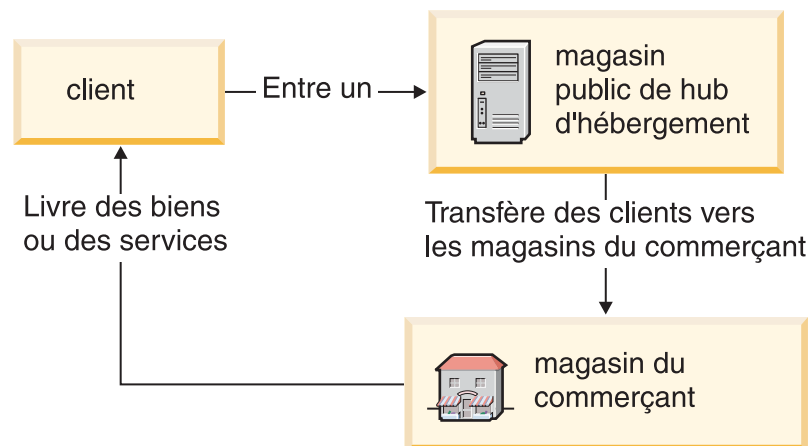 client
Entre un
magasin
public de hub
d'hébergement
Livre des biens
ou des services
Transfère des clients vers
les magasins du commerçant
magasin du
commerçant